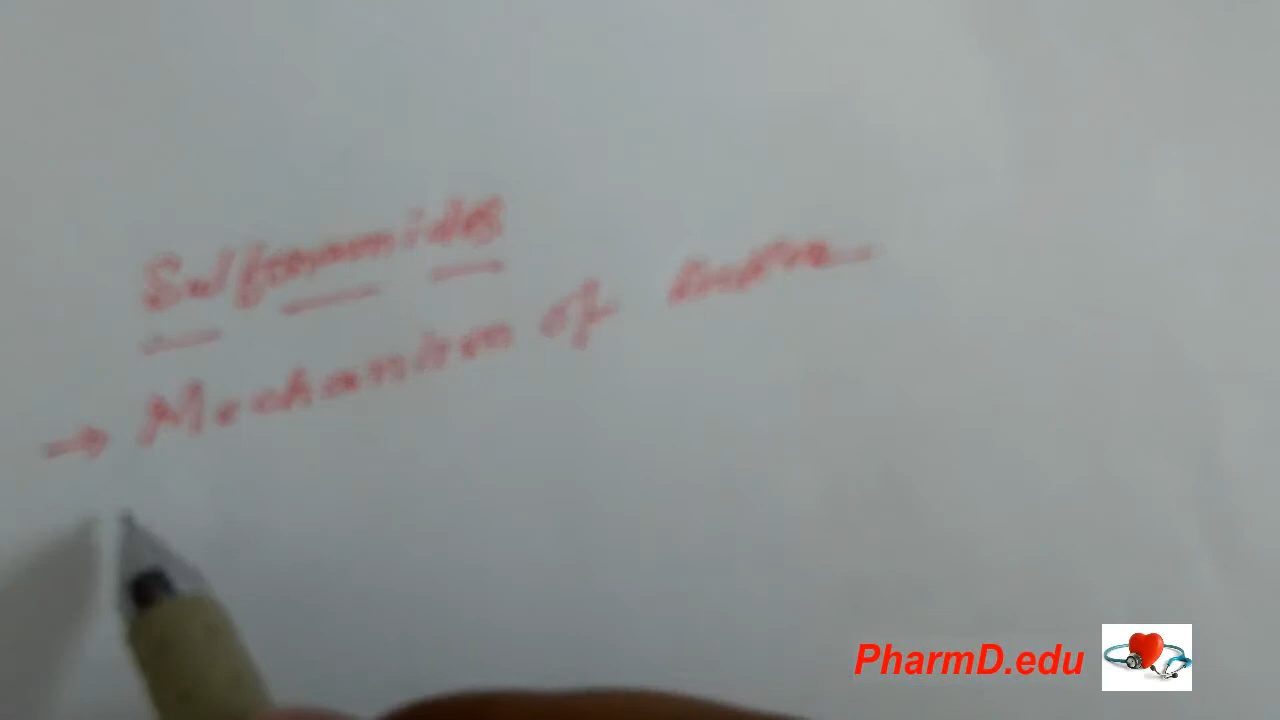 Sulfonamides
→ Mechanism of
PharmD.edu